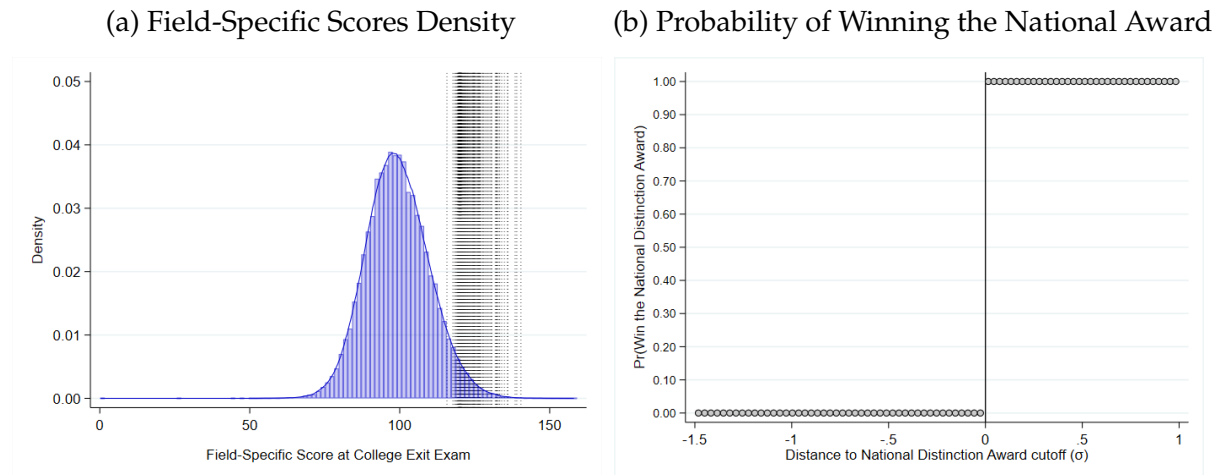 (a) Field-Specific Scores Density
0.05
0.04
0.03
0.02
0.01
0.00
Density
0 50 100 150
Field-Specific Score at College Exit Exam
(b) Probability of Winning the National Award
1.00
0.90
0.80
0.70
0.60
0.50
0.40
0.30
0.20
0.10
0.00
Pr(Win the National Distinction Award)
-1.5 -1 -.5 0 .5 1
Distance to National Distinction Award cutoff (σ)